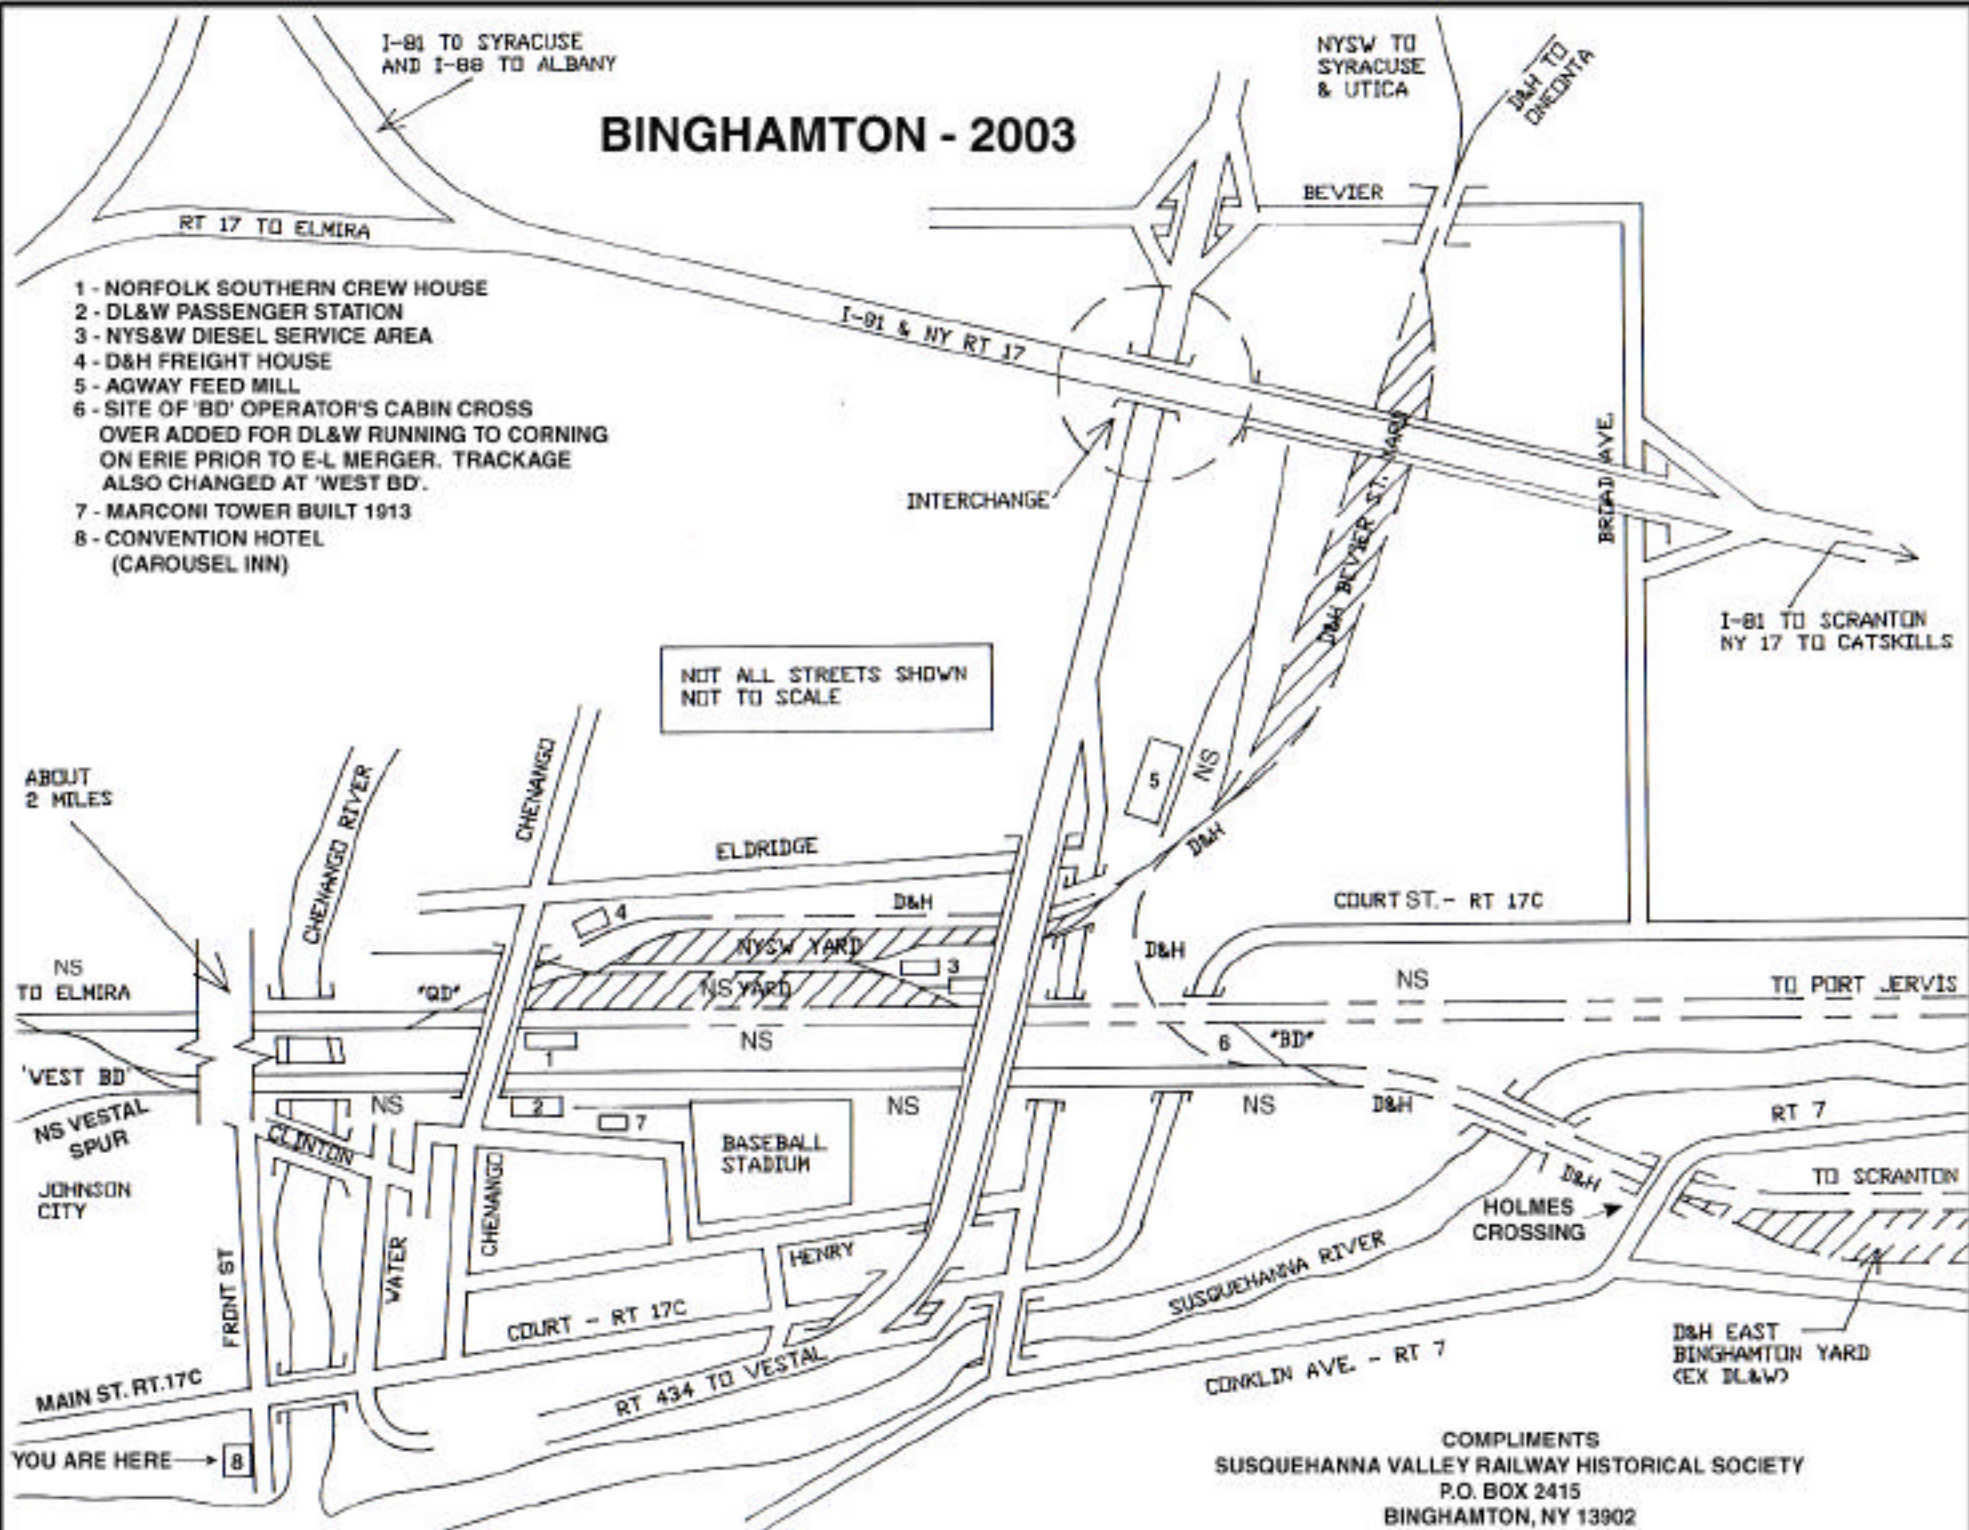 I-81 TO SYRACUSE
AND I-88 TO ALBANY
BINGHAMTON - 2003
NYSW TO
SYRACUSE
& UTICA
D&H TO
ONEONTA
BEVIER
RT 17 TO ELMIRA
1 - NORFOLK SOUTHERN CREW HOUSE
2 - DL&W PASSENGER STATION
3 - NYS&W DIESEL SERVICE AREA
4 - D&H FREIGHT HOUSE
5 - AGWAY FEED MILL
6 - SITE OF 'BD' OPERATOR'S CABIN CROSS
OVER ADDED FOR DL&W RUNNING TO CORNING
ON ERIE PRIOR TO E-L MERGER. TRACKAGE
ALSO CHANGED AT 'WEST BD'.
7 - MARCONI TOWER BUILT 1913
8 - CONVENTION HOTEL
(CAROUSEL INN)
I-81 & NY RT 17
INTERCHANGE
D&H BEVIER ST. YARD
BROAD AVE.
I-81 TO SCRANTON
NY 17 TO CATSKILLS
NOT ALL STREETS SHOWN
NOT TO SCALE
ABOUT
2 MILES
CHENANGO RIVER
CHENANGO
5
NS
D&H
ELDRIDGE
4
D&H
COURT ST. - RT 17C
NYSW YARD
3
D&H
NS
TO ELMIRA
"QD"
NS YARD
NS
TO PORT JERVIS
1
NS
6
"BD"
'WEST BD'
NS VESTAL
SPUR
NS
2
7
NS
NS
D&H
RT 7
CLINTON
BASEBALL
STADIUM
D&H
TO SCRANTON
JOHNSON
CITY
CHENANGO
HOLMES
CROSSING
FRONT ST
WATER
HENRY
SUSQUEHANNA RIVER
COURT - RT 17C
D&H EAST
BINGHAMTON YARD
(EX DL&W)
MAIN ST. RT.17C
RT 434 TO VESTAL
CONKLIN AVE. - RT 7
YOU ARE HERE
8
COMPLIMENTS
SUSQUEHANNA VALLEY RAILWAY HISTORICAL SOCIETY
P.O. BOX 2415
BINGHAMTON, NY 13902